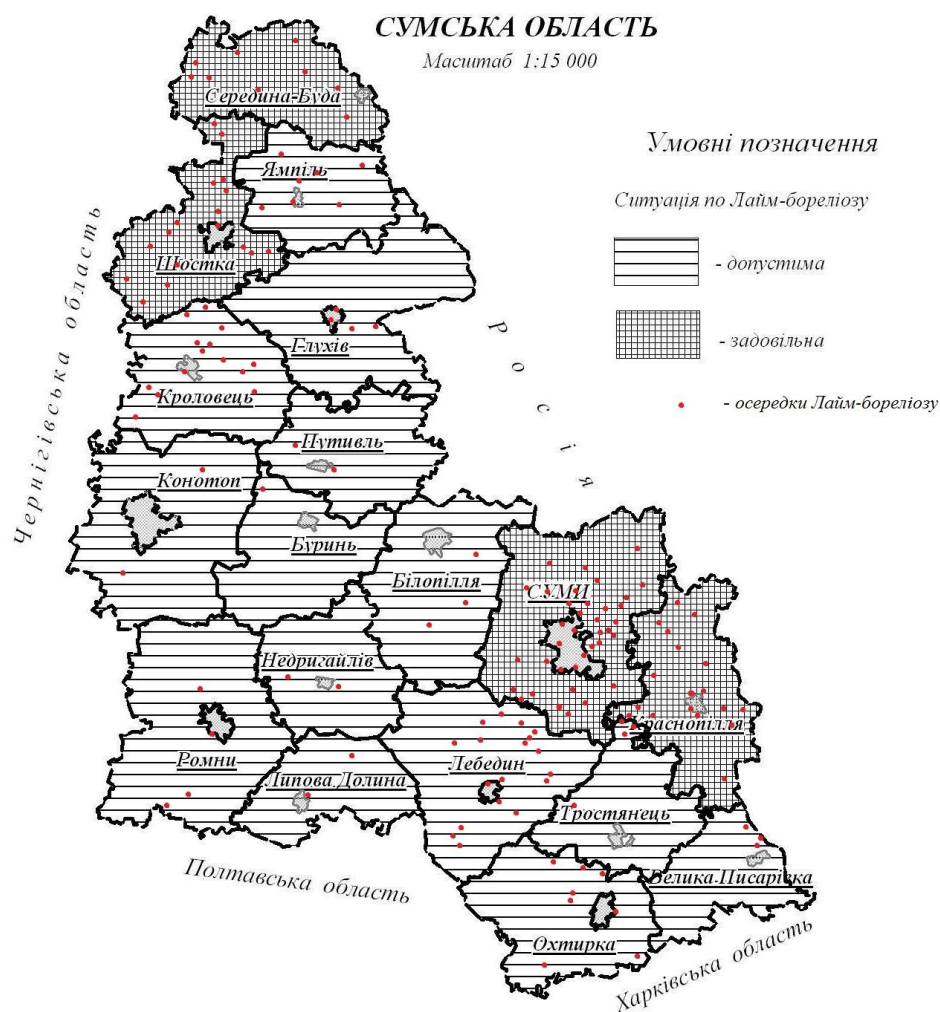 СУМСЬКА ОБЛАСТЬ
Масштаб 1:15 000
Умовні позначення
Ситуація по Лайм-бореліозу
- допустима
- задовільна
- осередки Лайм-бореліозу
Середина-Буда
Ямпіль
Шостка
Чернігівська область
Глухів
Росія
Кроловець
Путивль
Конотоп
Буринь
Білопілля
СУМИ
Недригайлів
Краснопілля
Ромни
Липова Долина
Лебедин
Тростянець
Полтавська область
Велика Писарівка
Охтирка
Харківська область